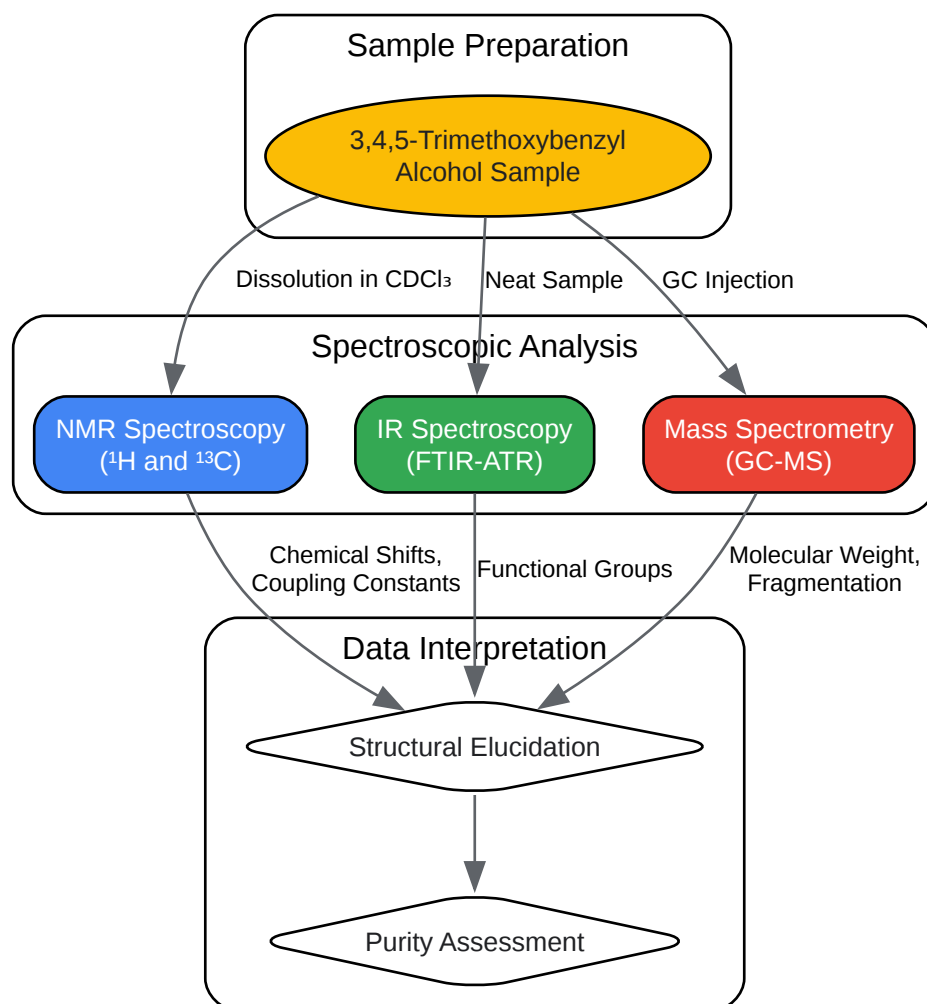 Sample Preparation
3,4,5-Trimethoxybenzyl
Alcohol Sample
Dissolution in CDCl₃
Neat Sample
GC Injection
Spectroscopic Analysis
NMR Spectroscopy
(¹H and ¹³C)
IR Spectroscopy
(FTIR-ATR)
Mass Spectrometry
(GC-MS)
Chemical Shifts,
Coupling Constants
Functional Groups
Molecular Weight,
Fragmentation
Data Interpretation
Structural Elucidation
Purity Assessment